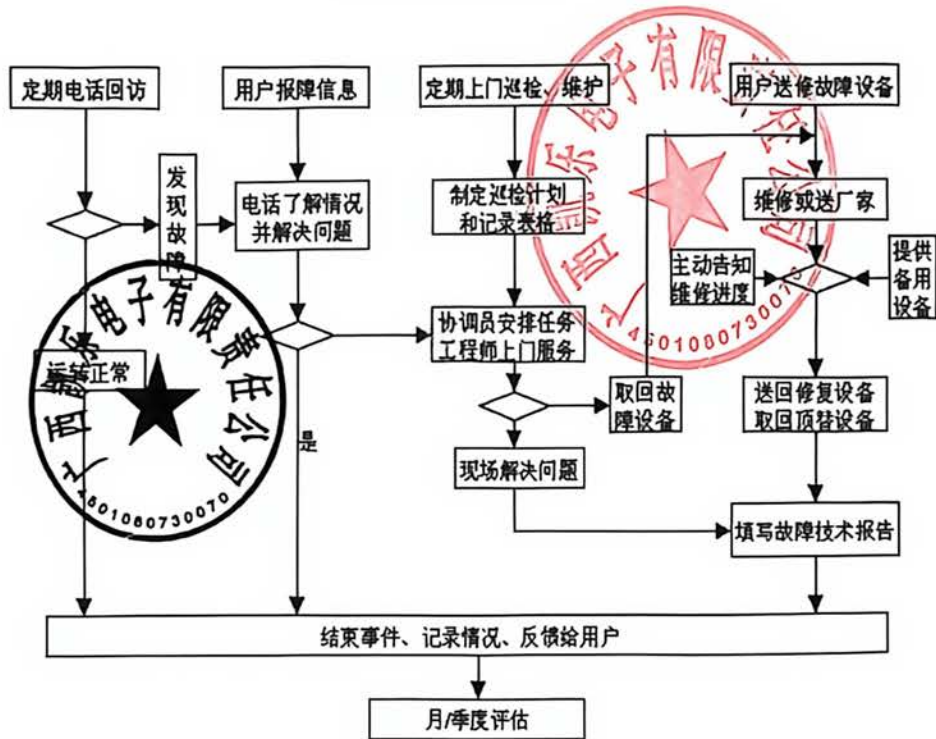 定期电话回访
用户报障信息
定期上门巡检、维护
用户送修故障设备
发现故障
电话了解情况
并解决问题
制定巡检计划
和记录表格
维修或送厂家
主动告知
维修进度
提供
备用
设备
协调员安排任务
工程师上门服务
运转正常
取回故
障设备
送回修复设备
取回顶替设备
是
现场解决问题
填写故障技术报告
结束事件、记录情况、反馈给用户
月/季度评估
广西凯乐电子有限责任公司
4501080730070